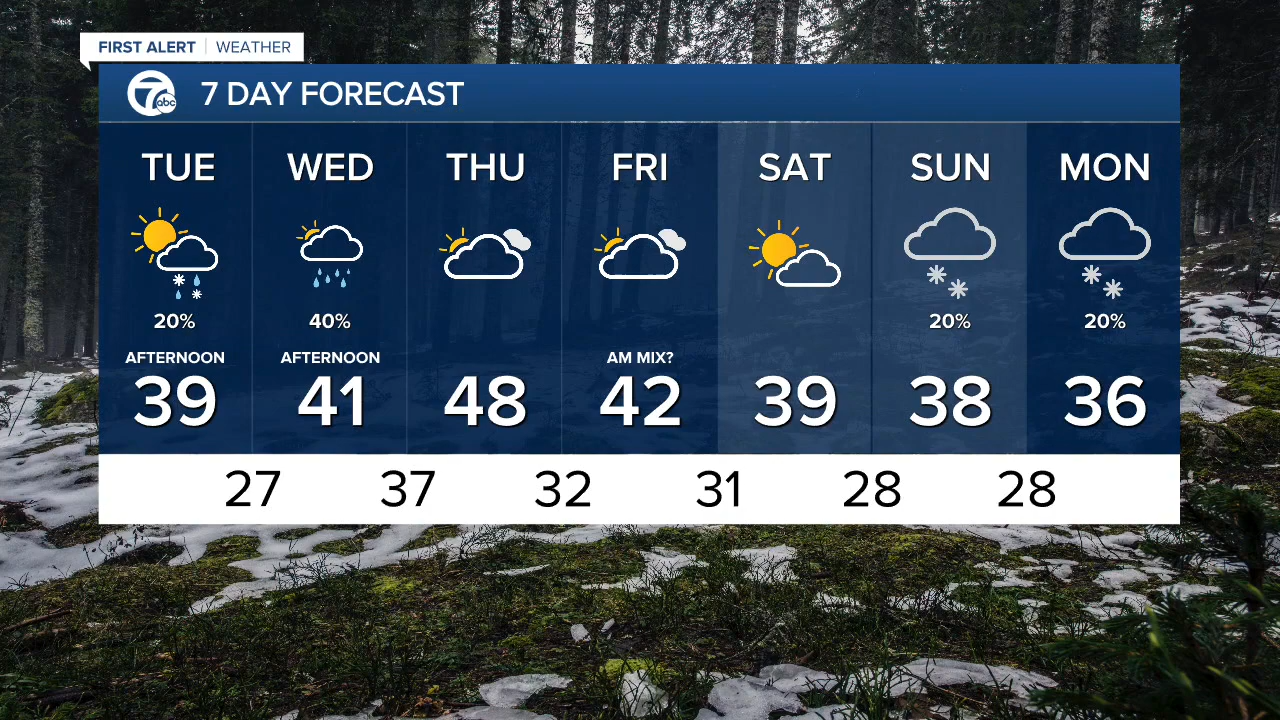 FIRST ALERT | WEATHER
7 abc 7 DAY FORECAST
TUE WED THU FRI SAT SUN MON
20% 40% 20% 20%
AFTERNOON AFTERNOON AM MIX?
39 41 48 42 39 38 36
27 37 32 31 28 28